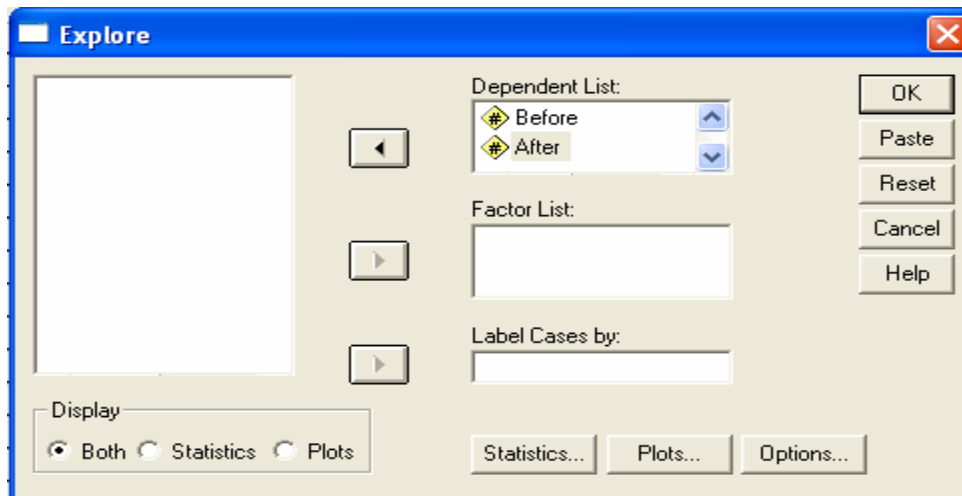 Explore
Dependent List:
# Before
# After
Factor List:
Label Cases by:
OK
Paste
Reset
Cancel
Help
Display
Both Statistics Plots
Statistics... Plots... Options...